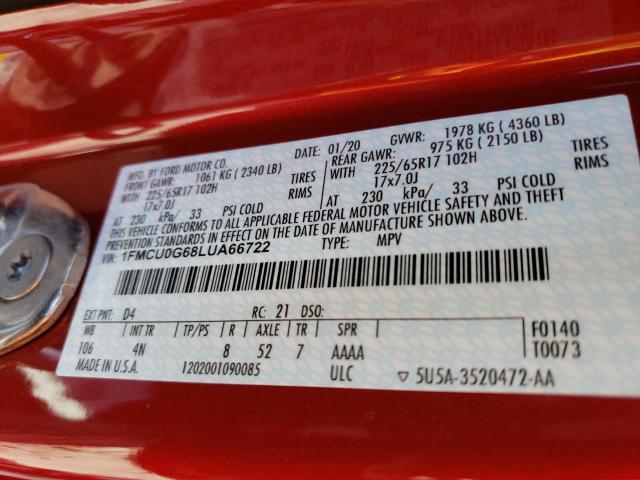 MFD. BY FORD MOTOR CO.
DATE: 01/20 GVWR: 1978 KG ( 4360 LB)
FRONT GAWR: 1061 KG ( 2340 LB)
REAR GAWR: 975 KG ( 2150 LB)
WITH 225/65R17 102H TIRES
WITH 225/65R17 102H TIRES
17x7.0J RIMS
17x7.0J RIMS
AT 230 kPa/ 33 PSI COLD
AT 230 kPa/ 33 PSI COLD
THIS VEHICLE CONFORMS TO ALL APPLICABLE FEDERAL MOTOR VEHICLE SAFETY AND THEFT
PREVENTION STANDARDS IN EFFECT ON THE DATE OF MANUFACTURE SHOWN ABOVE.
VIN: 1FMCU0G68LUA66722 TYPE: MPV
EXT PNT: D4 RC: 21 DSO:
WB INT TR TP/PS R AXLE TR SPR F0140
106 4N 8 52 7 AAAA T0073
MADE IN U.S.A. 1202001090085 ULC ▽ 5U5A-3520472-AA